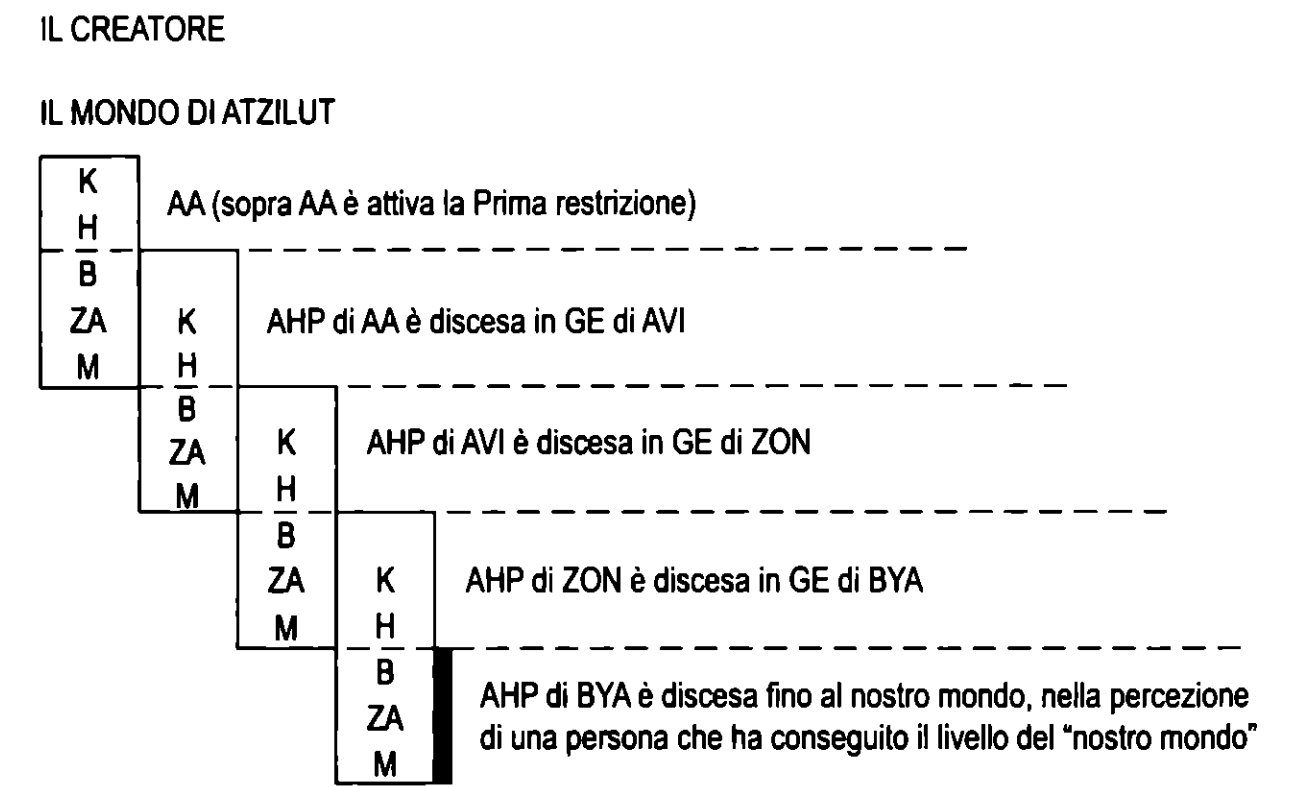 IL CREATORE
IL MONDO DI ATZILUT
K
AA (sopra AA è attiva la Prima restrizione)
H
B
ZA K AHP di AA è discesa in GE di AVI
M H
B
ZA K AHP di AVI è discesa in GE di ZON
M H
B
ZA K AHP di ZON è discesa in GE di BYA
M H
B
AHP di BYA è discesa fino al nostro mondo, nella percezione
ZA
di una persona che ha conseguito il livello del “nostro mondo”
M